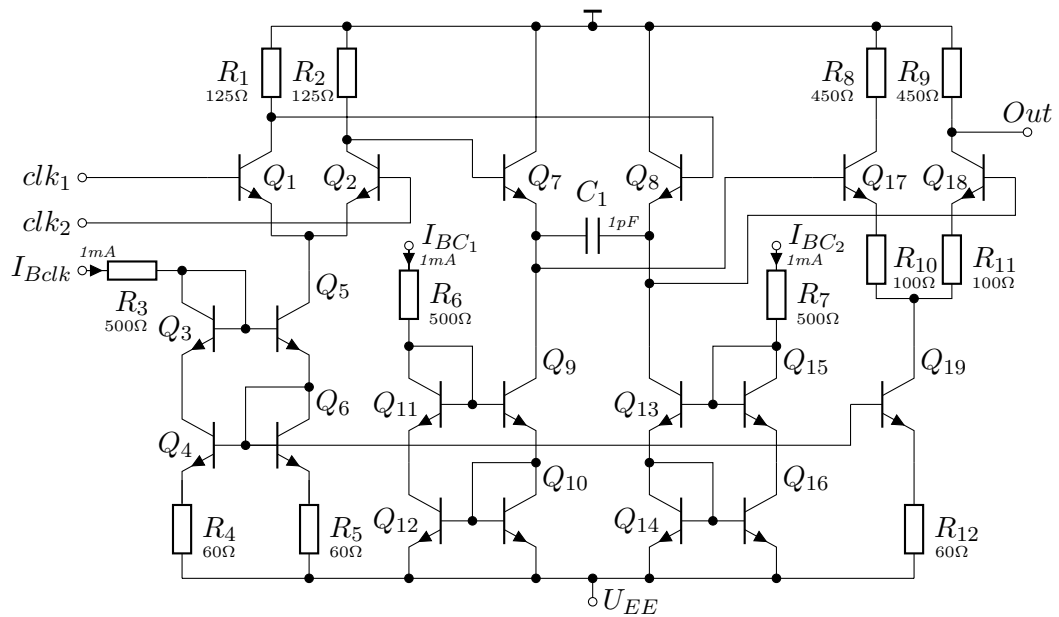 R1 R2 R8 R9
125Ω 125Ω 450Ω 450Ω
Out
clk1 Q1 Q2 Q7 Q8 Q17 Q18
C1
1pF
clk2
IBclk 1mA IBC1 IBC2
1mA 1mA
R10 R11
100Ω 100Ω
R3 Q5 R6 R7
500Ω 500Ω 500Ω
Q3
Q9 Q15 Q19
Q6 Q11 Q13
Q4
Q10 Q16
R4 R5 Q12 Q14 R12
60Ω 60Ω 60Ω
UEE